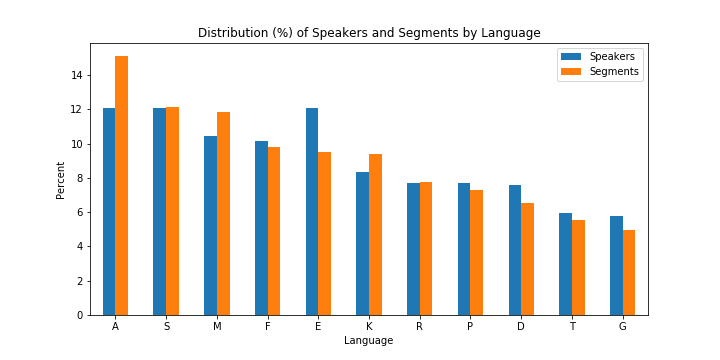 Distribution (%) of Speakers and Segments by Language
Speakers
Segments
Percent
14
12
10
8
6
4
2
0
A S M F E K R P D T G
Language